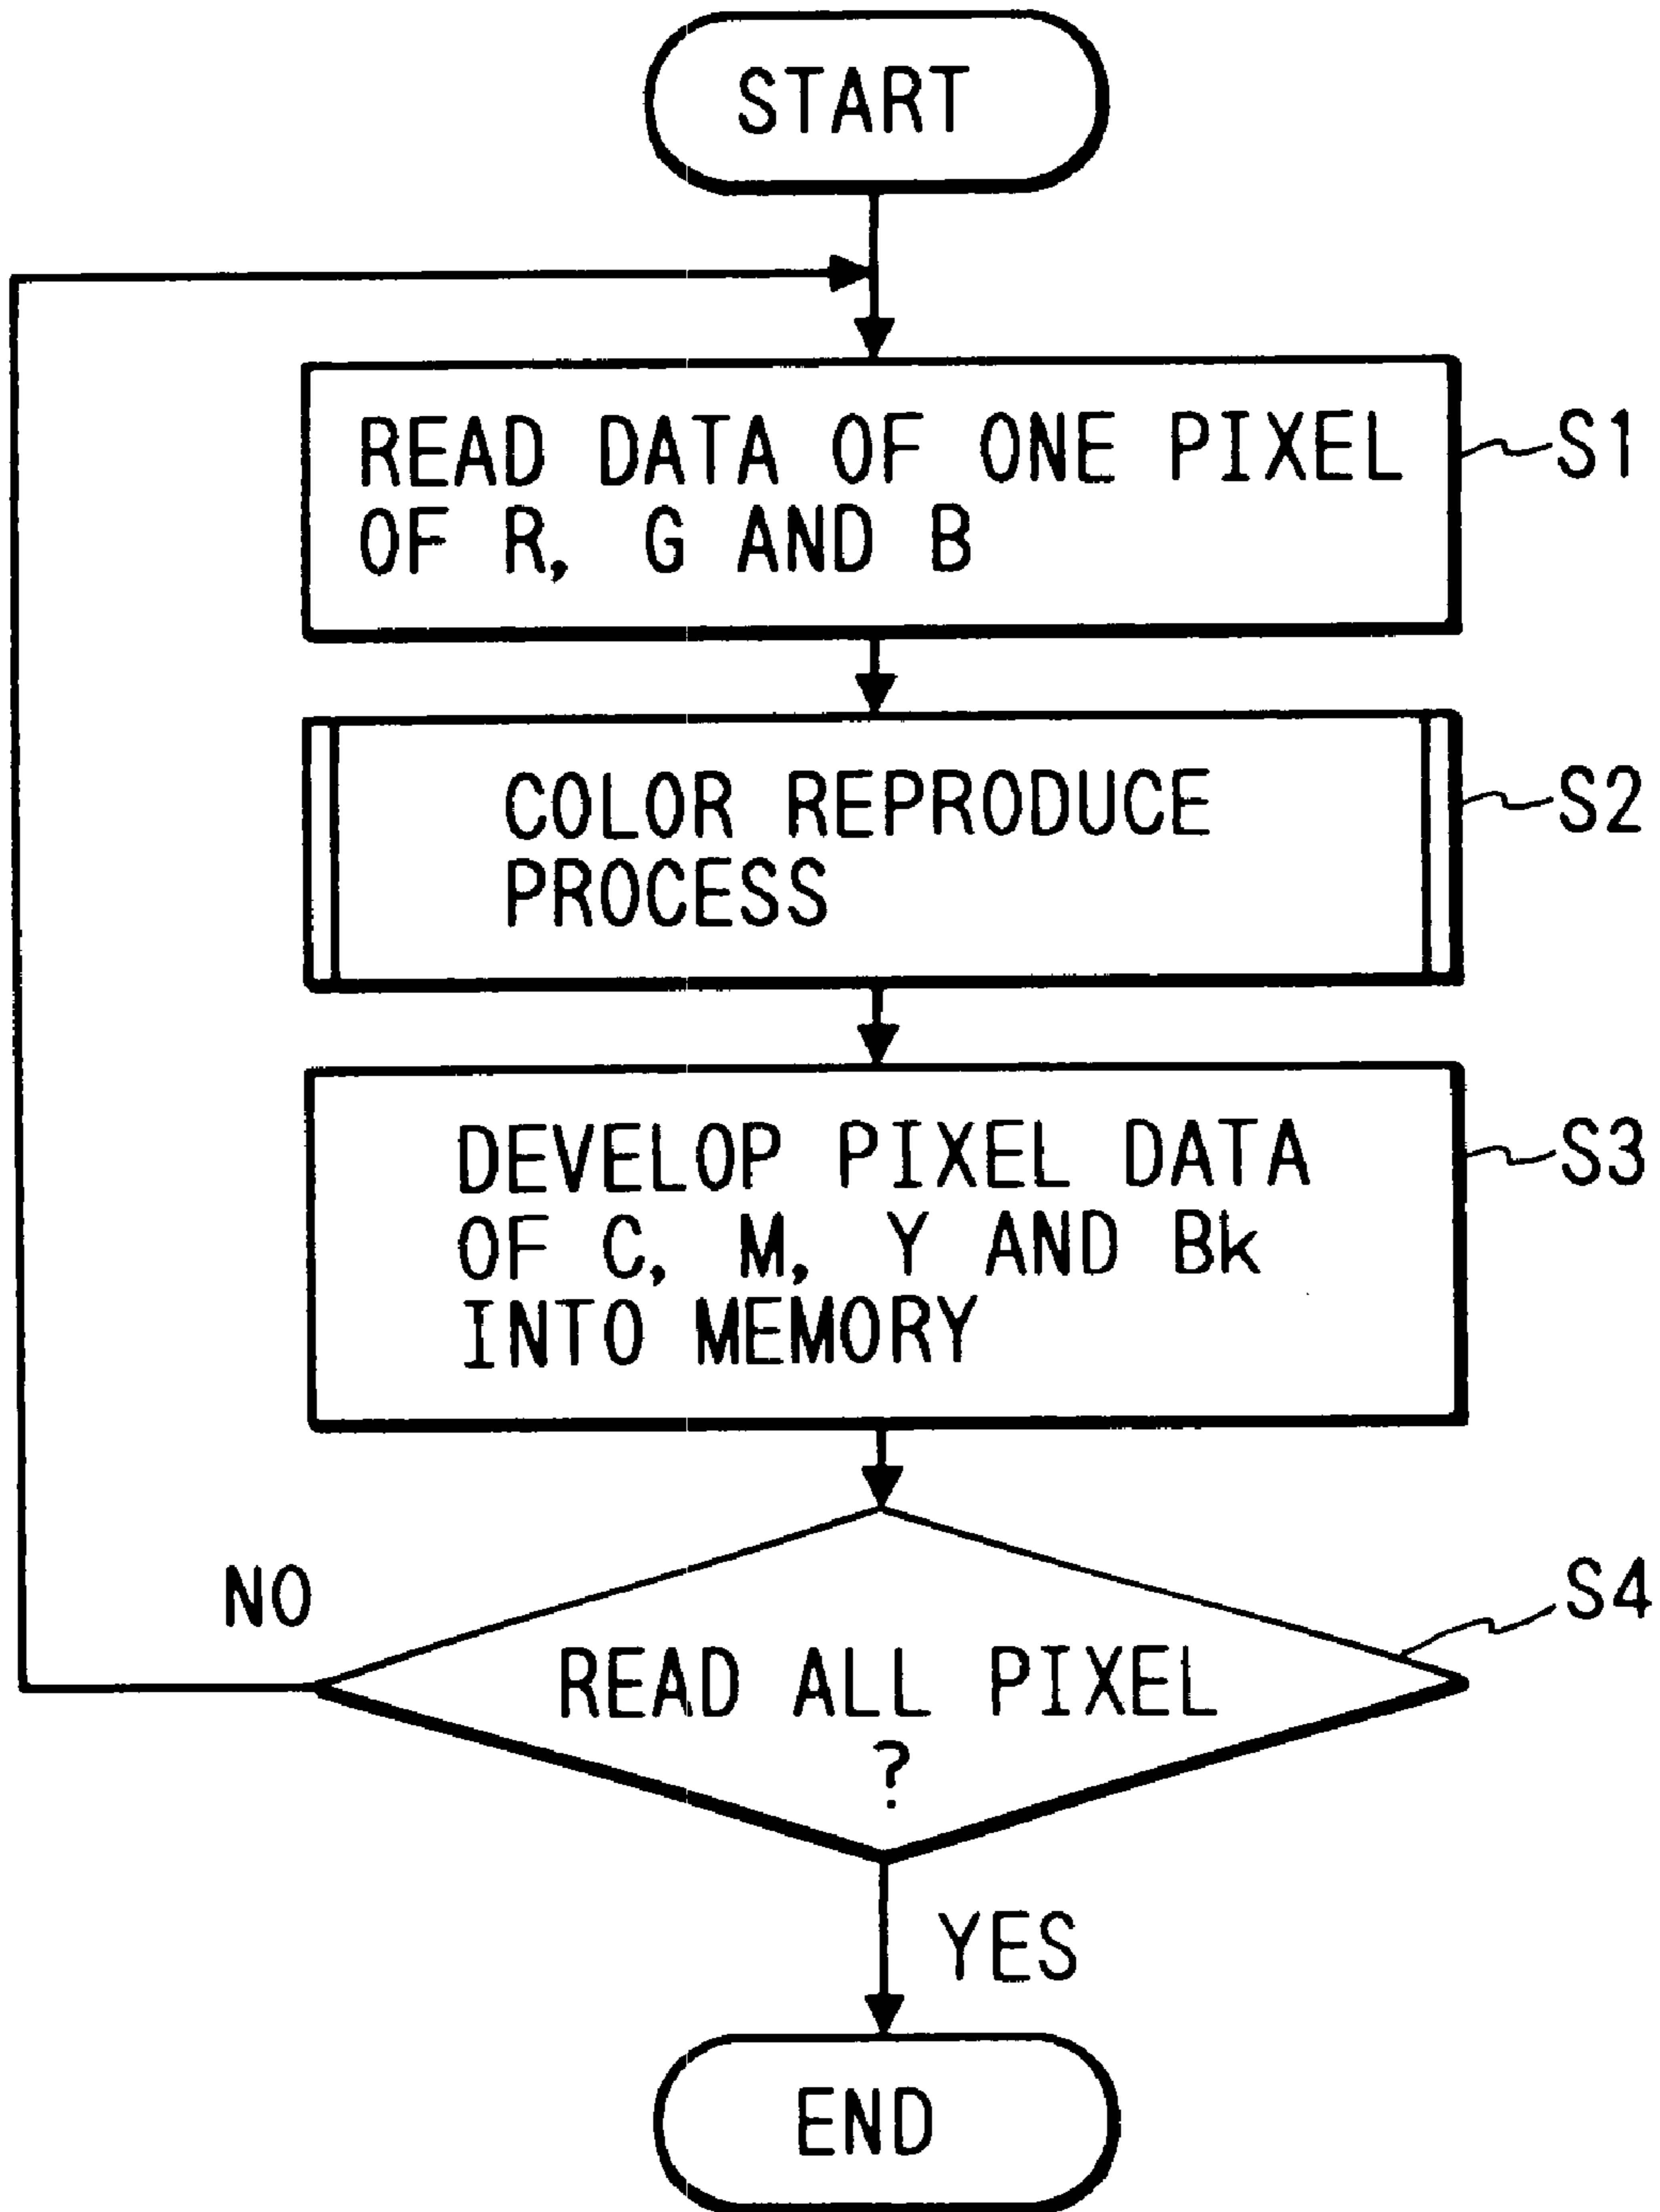 START
READ DATA OF ONE PIXEL
OF R, G AND B
S1
COLOR REPRODUCE
PROCESS
S2
DEVELOP PIXEL DATA
OF C, M, Y AND Bk
INTO MEMORY
S3
NO
S4
READ ALL PIXEL
?
YES
END